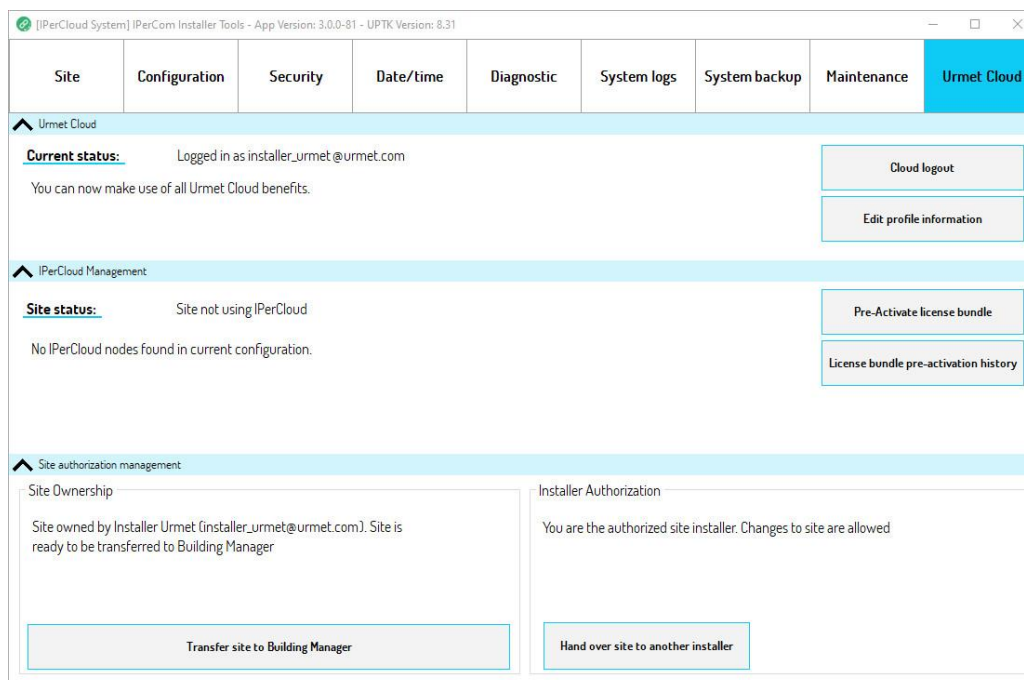 [IPerCloud System] IPerCom Installer Tools - App Version: 3.0.0-81 - UPTK Version: 8.31
Site
Configuration
Security
Date/time
Diagnostic
System logs
System backup
Maintenance
Urmet Cloud
Urmet Cloud
Current status:
Logged in as installer_urmet@urmet.com
Cloud logout
You can now make use of all Urmet Cloud benefits.
Edit profile information
IPerCloud Management
Site status:
Site not using IPerCloud
Pre-Activate license bundle
No IPerCloud nodes found in current configuration.
License bundle pre-activation history
Site authorization management
Site Ownership
Site owned by Installer Urmet (installer_urmet@urmet.com). Site is
ready to be transferred to Building Manager
Transfer site to Building Manager
Installer Authorization
You are the authorized site installer. Changes to site are allowed
Hand over site to another installer